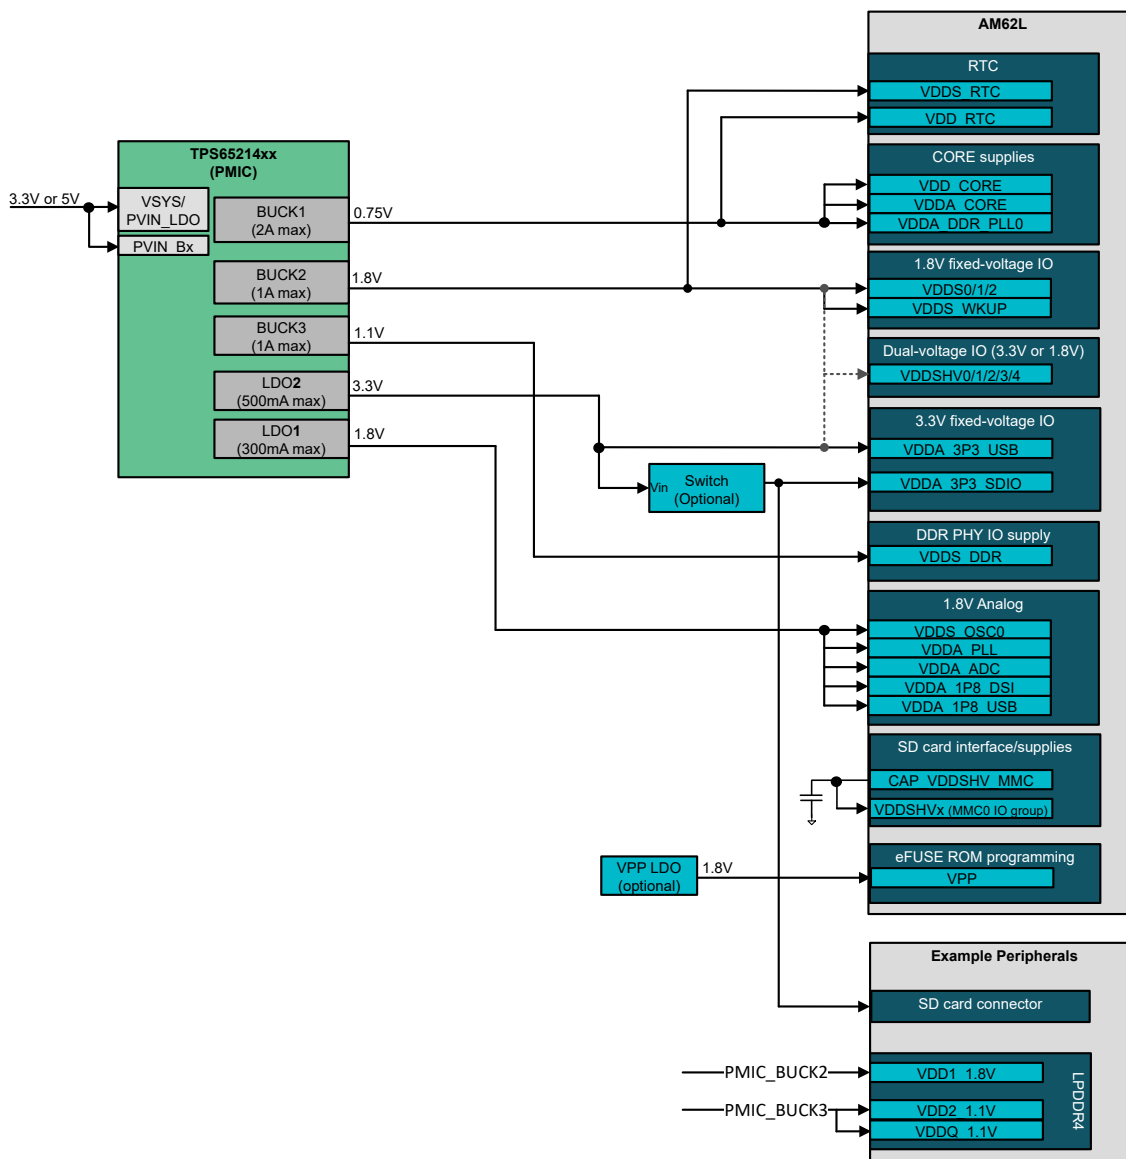 AM62L
RTC
VDDS_RTC
VDD_RTC
TPS65214xx
(PMIC)
3.3V or 5V
VSYS/
PVIN_LDO
PVIN_Bx
BUCK1
(2A max)
0.75V
BUCK2
(1A max)
1.8V
BUCK3
(1A max)
1.1V
LDO2
(500mA max)
3.3V
LDO1
(300mA max)
1.8V
CORE supplies
VDD_CORE
VDDA_CORE
VDDA_DDR_PLL0
1.8V fixed-voltage IO
VDDS0/1/2
VDDS_WKUP
Dual-voltage IO (3.3V or 1.8V)
VDDSHV0/1/2/3/4
3.3V fixed-voltage IO
VDDA_3P3_USB
VDDA_3P3_SDIO
Vin
Switch
(Optional)
DDR PHY IO supply
VDDS_DDR
1.8V Analog
VDDS_OSC0
VDDA_PLL
VDDA_ADC
VDDA_1P8_DSI
VDDA_1P8_USB
SD card interface/supplies
CAP_VDDSHV_MMC
VDDSHVx (MMC0 IO group)
VPP LDO
(optional)
1.8V
eFUSE ROM programming
VPP
Example Peripherals
SD card connector
PMIC_BUCK2
VDD1_1.8V
PMIC_BUCK3
VDD2_1.1V
VDDQ_1.1V
LPDDR4